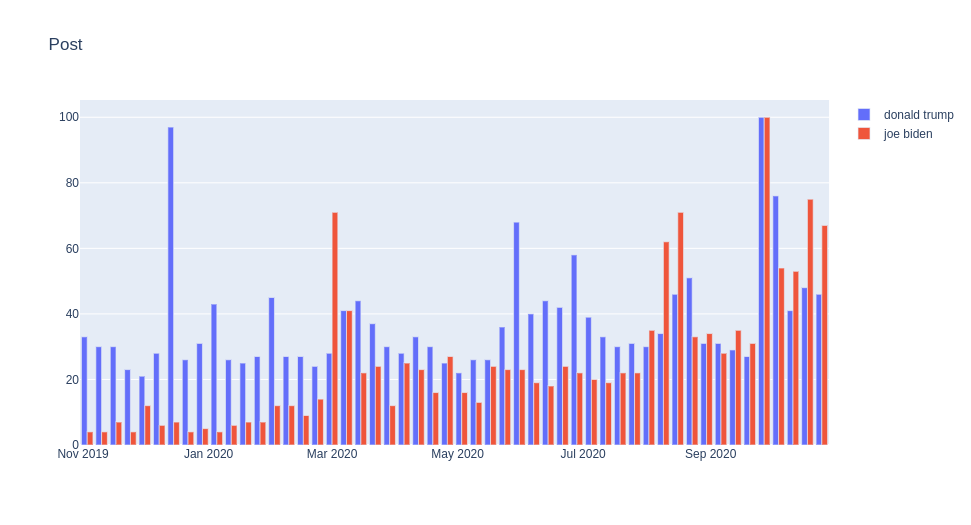 Post
100
80
60
40
20
0
Nov 2019
Jan 2020
Mar 2020
May 2020
Jul 2020
Sep 2020
donald trump
joe biden